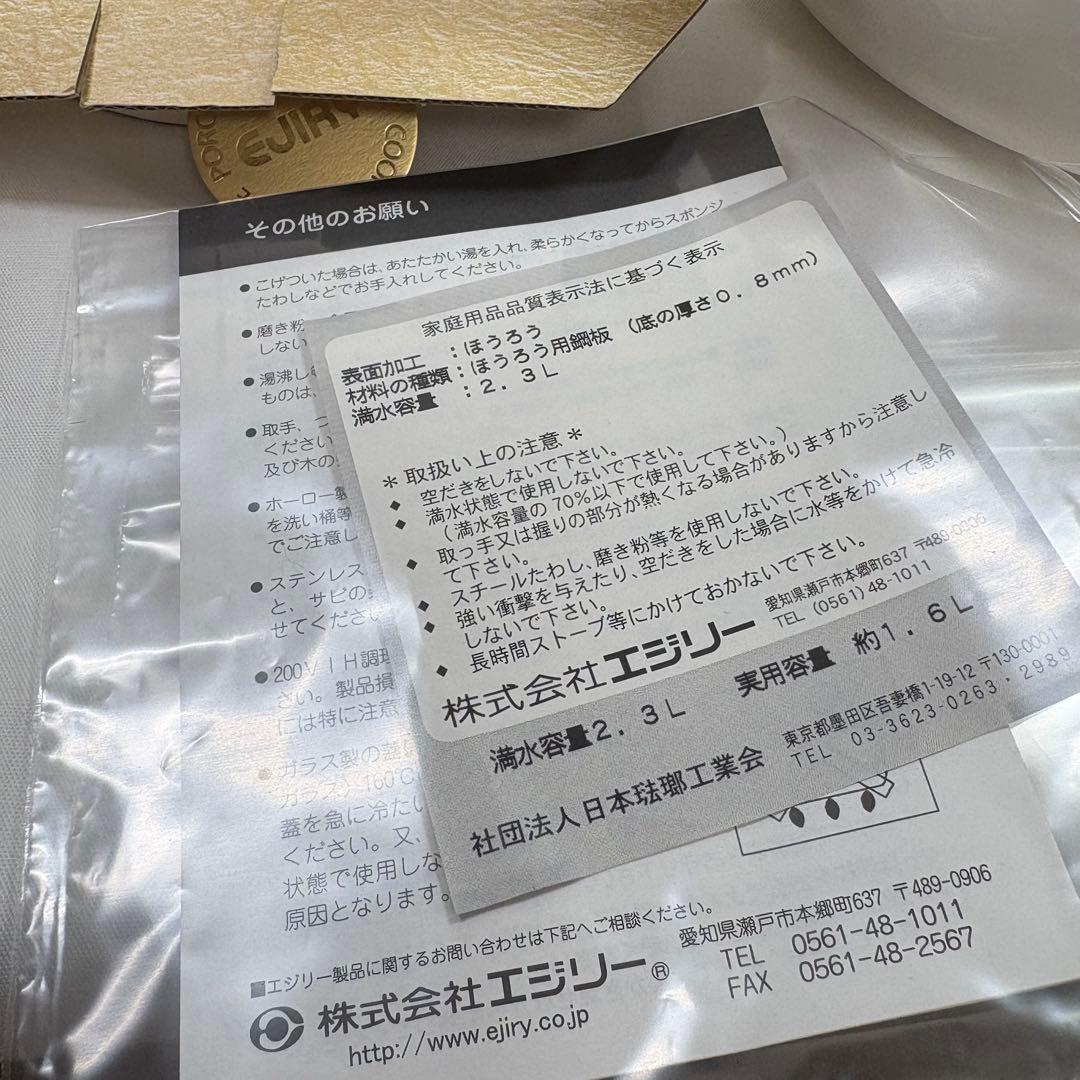 EJIRY
その他のお願い
●こげついた場合は、あたたかい湯を入れ、柔らかくなってからスポンジ
たわしなどでお手入れしてください。
●磨き粉
しない
●湯沸し
ものは、
●取手、
ください
及び木の
●ホーロー製
を洗い桶等
でご注意し
●ステンレス
と、サビの
せてください
●200V IH調理
さい。製品損
には特に注意
●ガラス製の蓋
ガラス) 160℃
蓋を急に冷たい
ください。又、
状態で使用しな
原因となります。
家庭用品品質表示法に基づく表示
表面加工 :ほうろう
材料の種類:ほうろう用鋼板 (底の厚さ0.8mm)
満水容量 :2.3L
*取扱い上の注意*
◆ 空だきをしないで下さい。
◆ 満水状態で使用しないで下さい。
(満水容量の70%以下で使用して下さい。)
◆ 取っ手又は握りの部分が熱くなる場合がありますから注意し
て下さい。
◆ スチールたわし、磨き粉等を使用しないで下さい。
◆ 強い衝撃を与えたり、空だきをした場合に水等をかけて急冷
しないで下さい。
◆ 長時間ストーブ等にかけておかないで下さい。
株式会社エジリー
愛知県瀬戸市本郷町637 〒489-0906
TEL (0561)48-1011
満水容量2.3L 実用容量 約1.6L
社団法人日本琺瑯工業会
東京都墨田区吾妻橋1-19-12 〒130-0001
TEL 03-3623-0263・2989
■エジリー製品に関するお問い合わせは下記へご相談ください。
株式会社エジリー®
http://www.ejiry.co.jp
愛知県瀬戸市本郷町637 〒489-0906
TEL 0561-48-1011
FAX 0561-48-2567